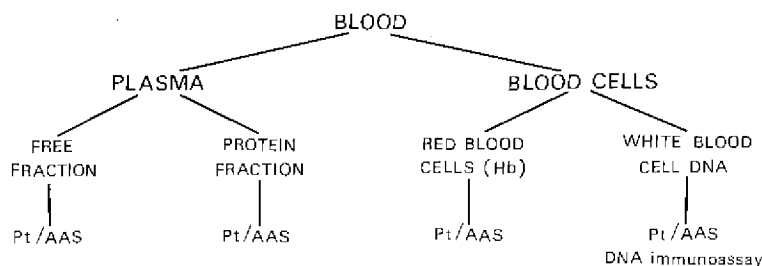 BLOOD
PLASMA
BLOOD CELLS
FREE
FRACTION
PROTEIN
FRACTION
RED BLOOD
CELLS (Hb)
WHITE BLOOD
CELL DNA
Pt/AAS
Pt/AAS
Pt/AAS
Pt/AAS
DNA immunoassay